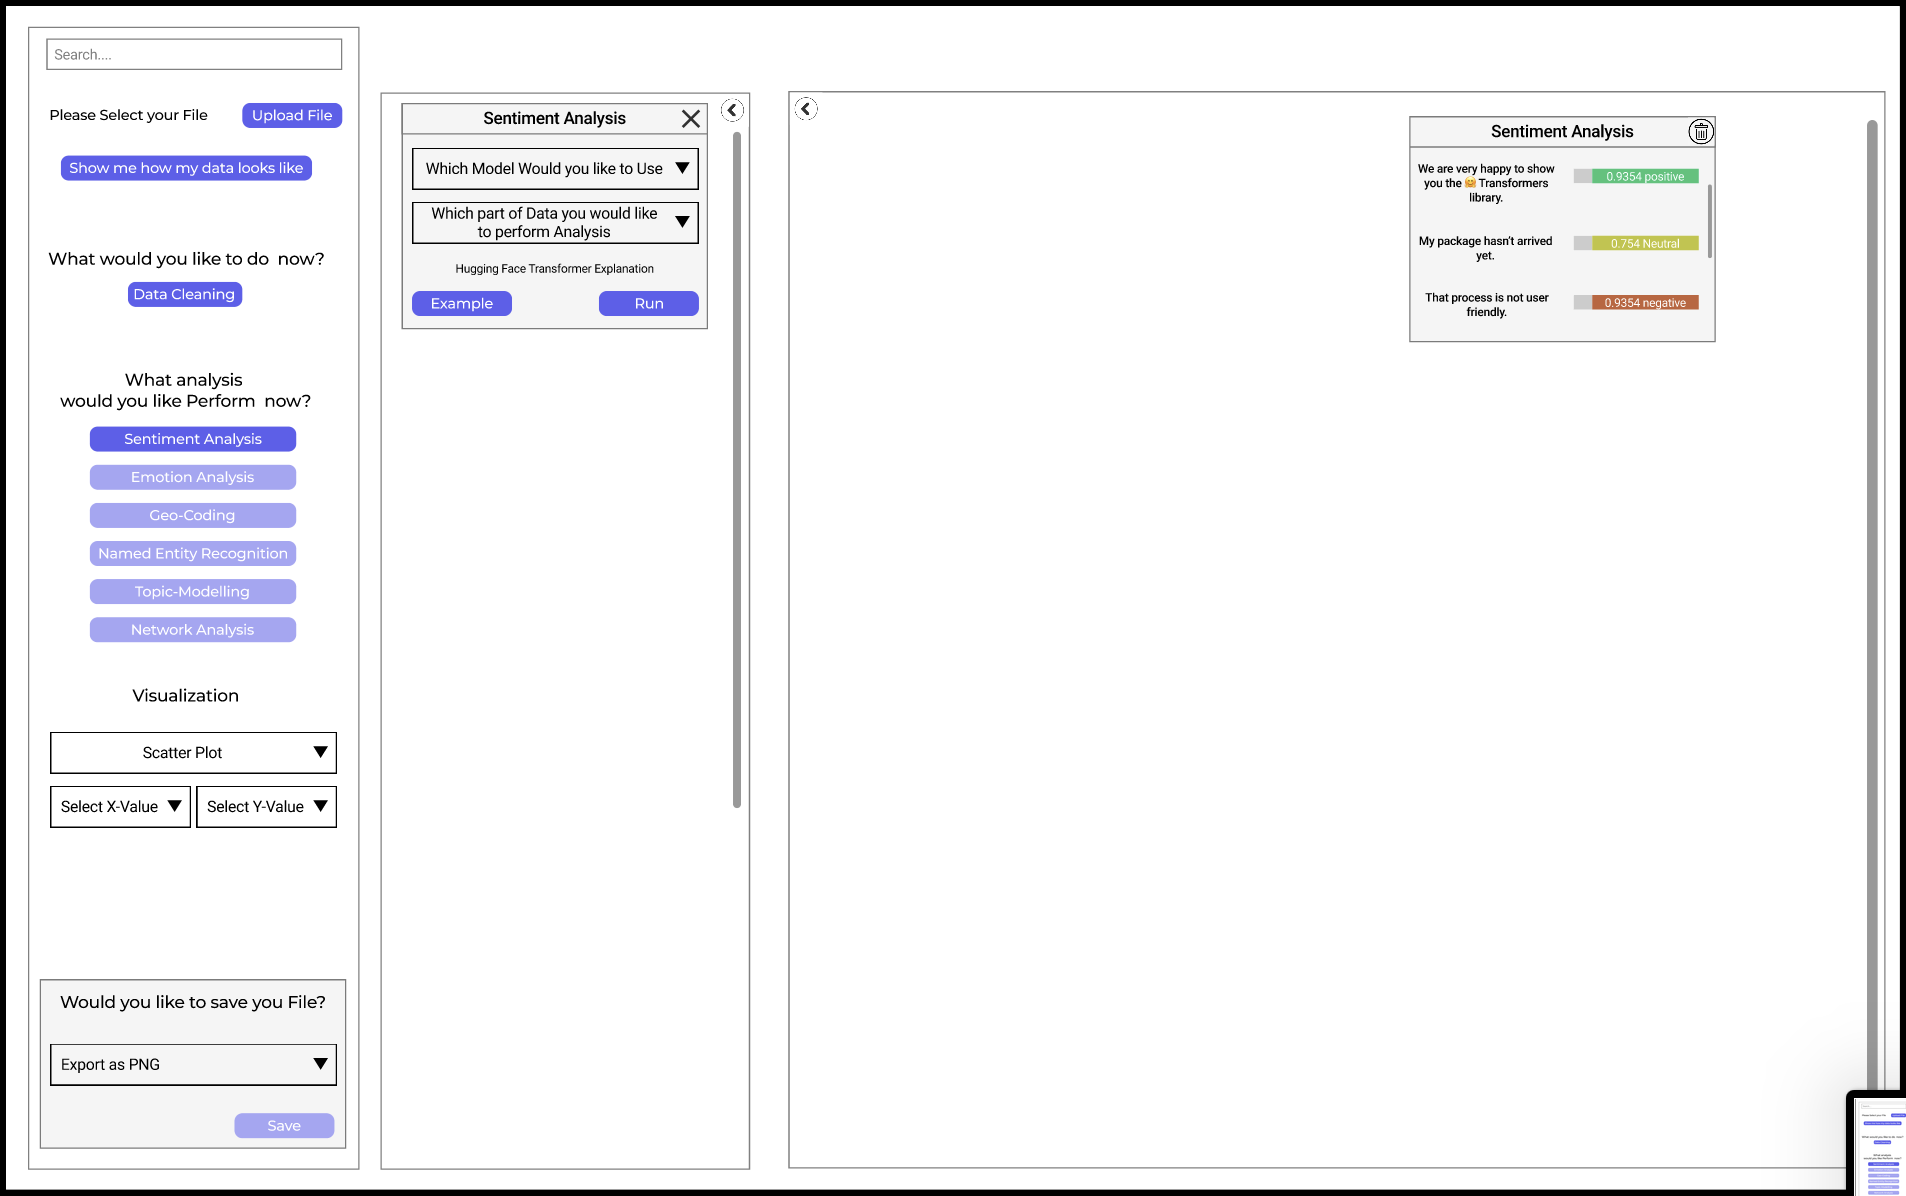 Search....
Please Select your File
Upload File
Show me how my data looks like
What would you like to do now?
Data Cleaning
What analysis
would you like Perform now?
Sentiment Analysis
Emotion Analysis
Geo-Coding
Named Entity Recognition
Topic-Modelling
Network Analysis
Visualization
Scatter Plot
Select X-Value
Select Y-Value
Would you like to save you File?
Export as PNG
Save
Sentiment Analysis
Which Model Would you like to Use
Which part of Data you would like
to perform Analysis
Hugging Face Transformer Explanation
Example
Run
Sentiment Analysis
We are very happy to show
you the 🤗 Transformers
library.
0.9354 positive
My package hasn't arrived
yet.
0.754 Neutral
That process is not user
friendly.
0.9354 negative